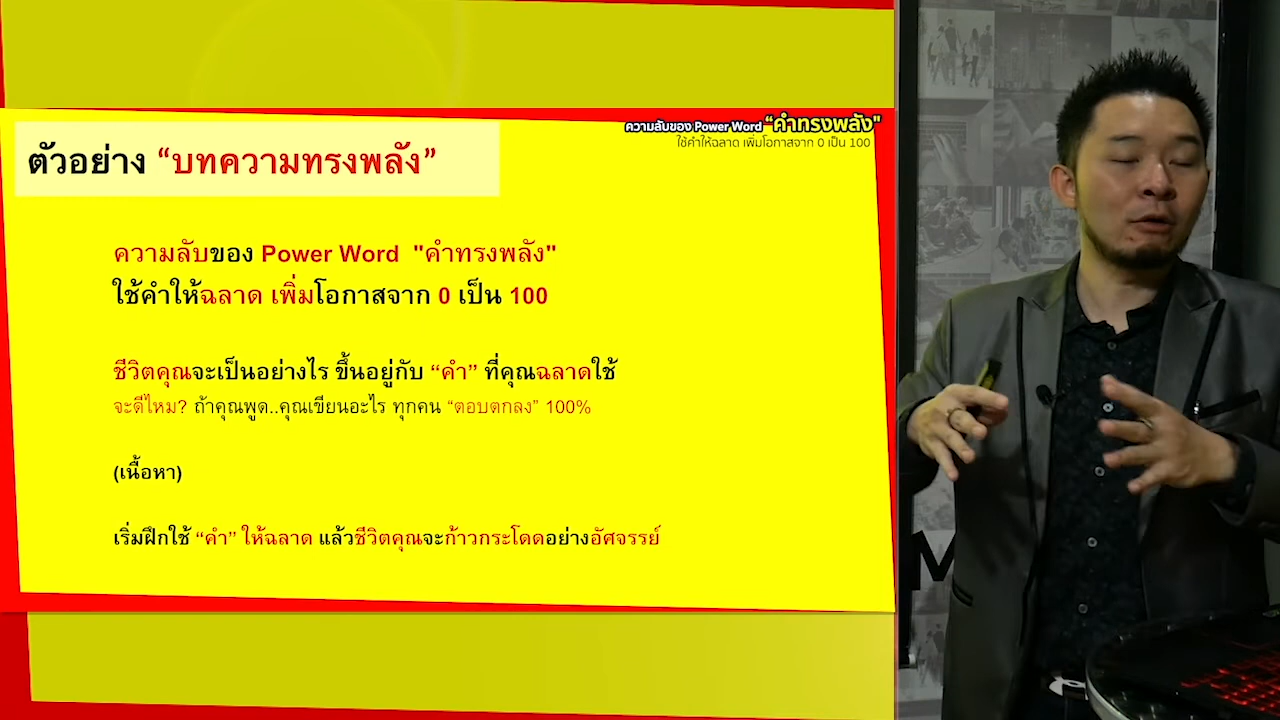 ความลับของ Power Word “คำทรงพลัง"
ใช้คำให้ฉลาด เพิ่มโอกาสจาก 0 เป็น 100
ตัวอย่าง “บทความทรงพลัง”
ความลับของ Power Word "คำทรงพลัง"
ใช้คำให้ฉลาด เพิ่มโอกาสจาก 0 เป็น 100
ชีวิตคุณจะเป็นอย่างไร ขึ้นอยู่กับ “คำ” ที่คุณฉลาดใช้
จะดีไหม? ถ้าคุณพูด..คุณเขียนอะไร ทุกคน “ตอบตกลง” 100%
(เนื้อหา)
เริ่มฝึกใช้ “คำ” ให้ฉลาด แล้วชีวิตคุณจะก้าวกระโดดอย่างอัศจรรย์
M